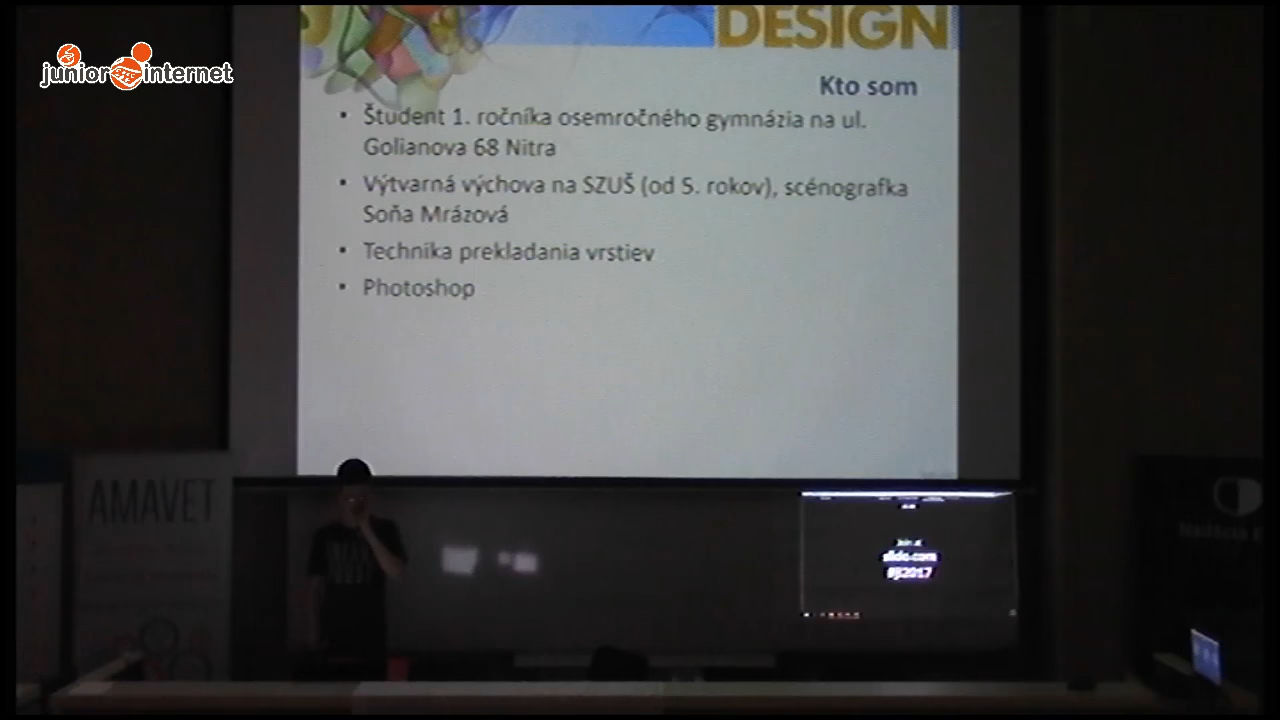 junior internet
DESIGN
Kto som
• Študent 1. ročníka osemročného gymnázia na ul.
Golianova 68 Nitra
• Výtvarná výchova na SZUŠ (od 5. rokov), scénografka
Soňa Mrázová
• Technika prekladania vrstiev
• Photoshop
AMAVET
slido.com
#ji2017